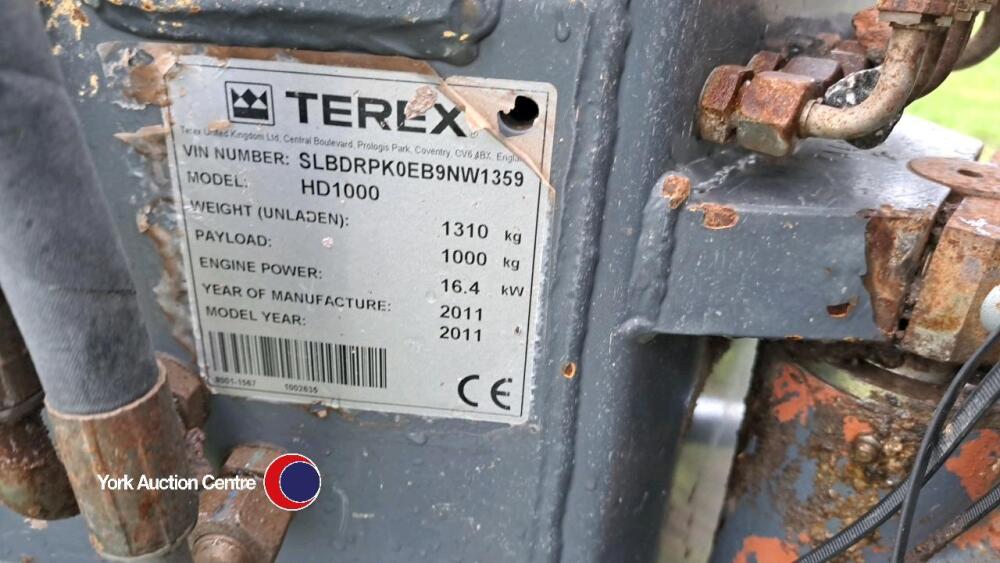 TEREX®
Terex United Kingdom Ltd, Central Boulevard, Prologis Park, Coventry, CV6 4BX,
VIN NUMBER: SLBDRPK0EB9NW1359
MODEL: HD1000
WEIGHT (UNLADEN): 1310 kg
PAYLOAD: 1000 kg
ENGINE POWER: 16.4 kW
YEAR OF MANUFACTURE: 2011
MODEL YEAR: 2011
8001-1567 1002635
CE
York Auction Centre